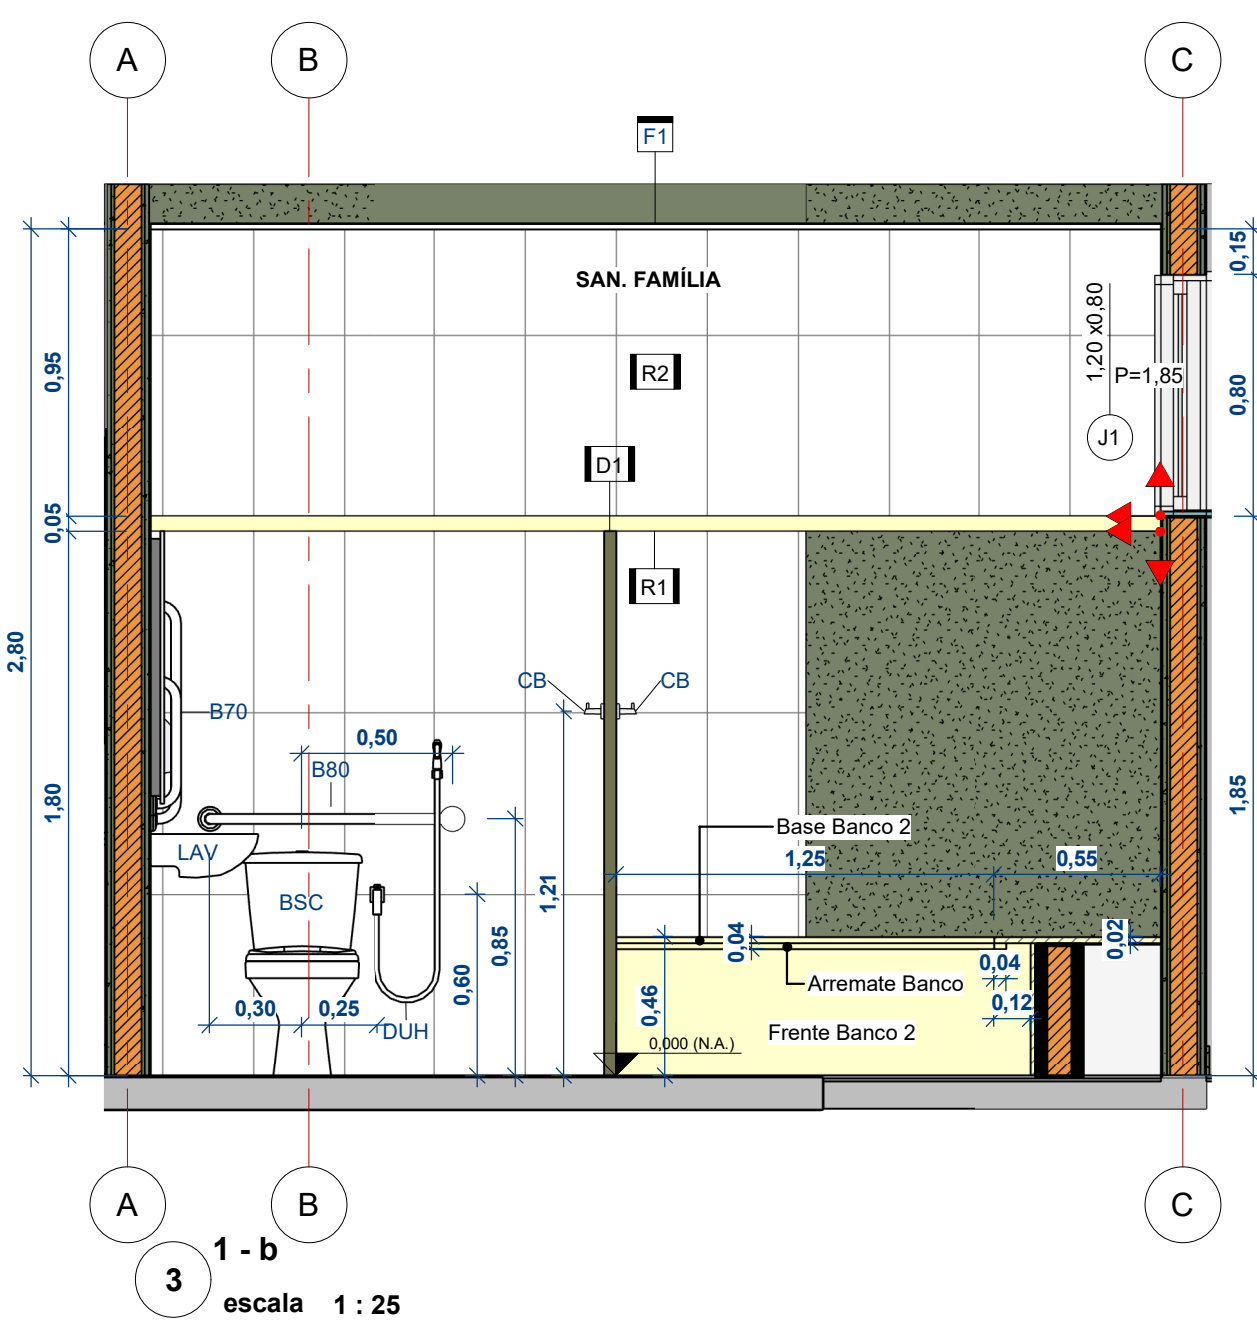 A
B
C
F1
SAN. FAMÍLIA
0,15
1,20 x0,80
P=1,85
R2
0,95
0,80
J1
D1
0,05
R1
2,80
CB
CB
B70
0,50
B80
1,80
1,85
Base Banco 2
LAV
1,25
0,55
1,21
BSC
0,85
0,04
0,02
0,60
0,04
Arremate Banco
0,46
0,30
0,25
0,12
DUH
Frente Banco 2
0,000 (N.A.)
A
B
C
1 - b
3
escala 1 : 25